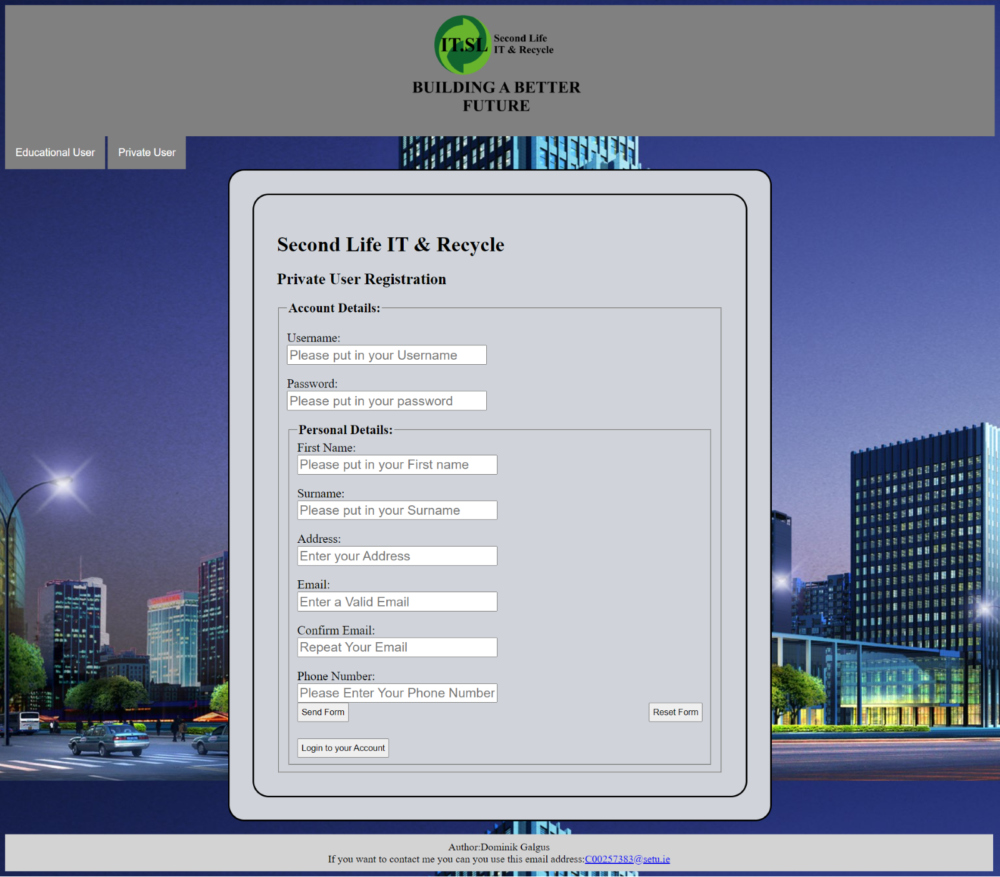 IT.SL
Second Life
IT & Recycle
BUILDING A BETTER
FUTURE
Educational User
Private User
Second Life IT & Recycle
Private User Registration
Account Details:
Username:
Please put in your Username
Password:
Please put in your password
Personal Details:
First Name:
Please put in your First name
Surname:
Please put in your Surname
Address:
Enter your Address
Email:
Enter a Valid Email
Confirm Email:
Repeat Your Email
Phone Number:
Please Enter Your Phone Number
Send Form
Reset Form
Login to your Account
Author:Dominik Galgus
If you want to contact me you can you use this email address:C00257383@setu.ie